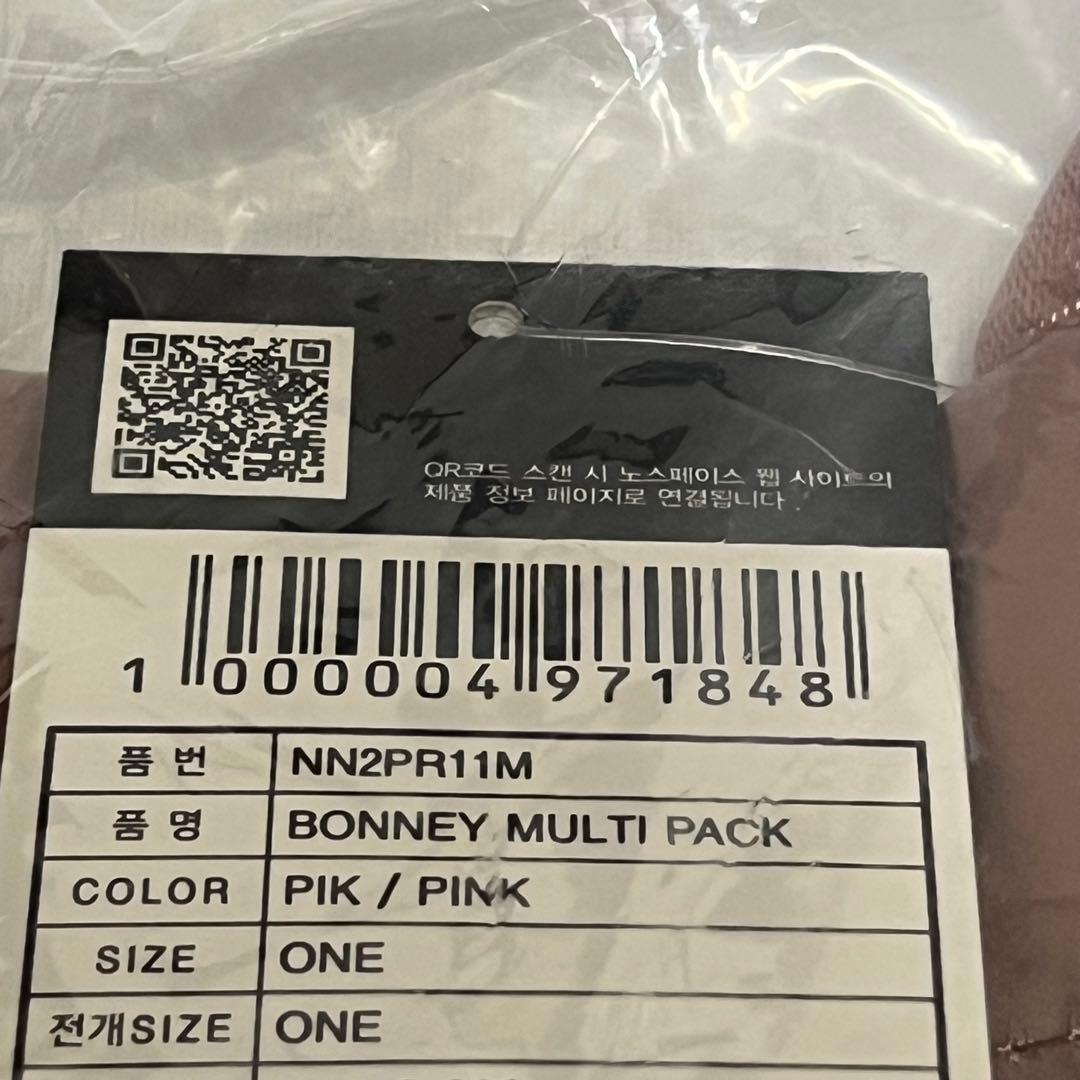 QR코드 스캔 시 노스페이스 웹 사이트의
제품 정보 페이지로 연결됩니다.
1 000004 971848
품 번 NN2PR11M
품 명 BONNEY MULTI PACK
COLOR PIK / PINK
SIZE ONE
전개SIZE ONE